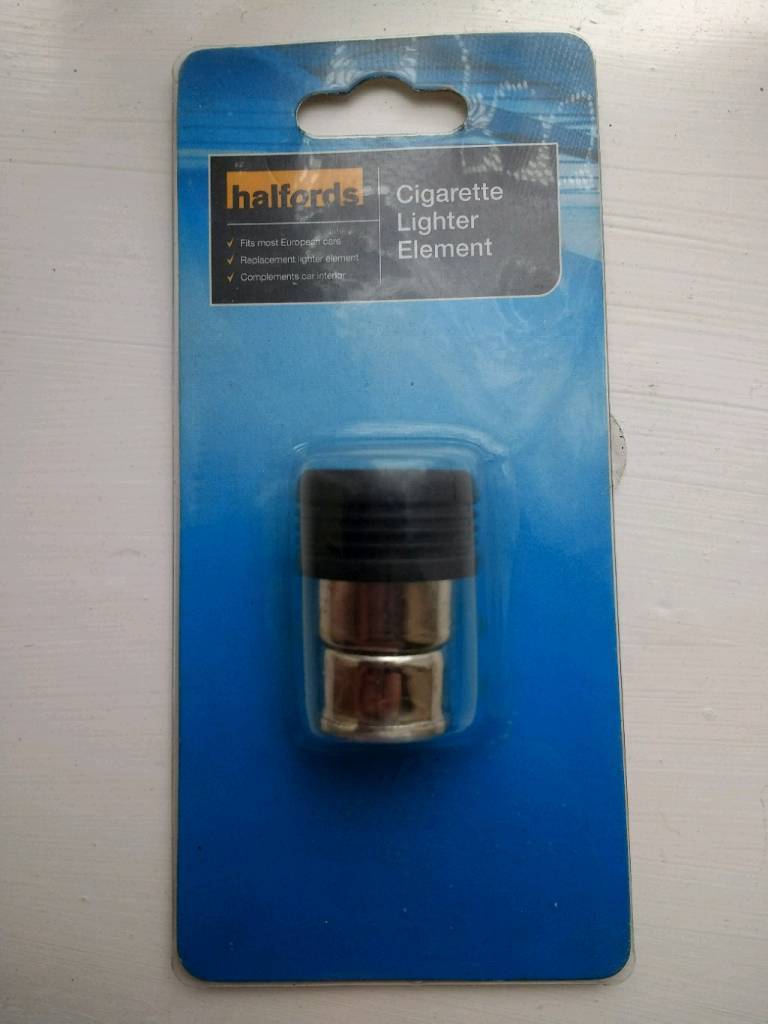 halfords
✓ Fits most European cars
✓ Replacement lighter element
✓ Complements car interior
Cigarette
Lighter
Element